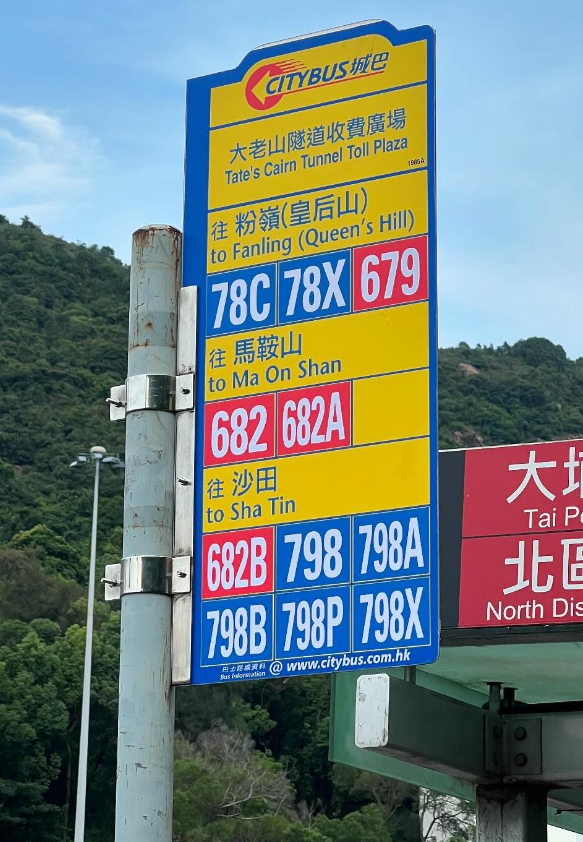 CITYBUS城巴
大老山隧道收費廣場
Tate's Cairn Tunnel Toll Plaza
1985A
往 粉嶺(皇后山)
to Fanling (Queen's Hill)
78C 78X 679
往 馬鞍山
to Ma On Shan
682 682A
往 沙田
to Sha Tin
682B 798 798A
798B 798P 798X
巴士路線資料
Bus Information @ www.citybus.com.hk
大埔
Tai
北區
North